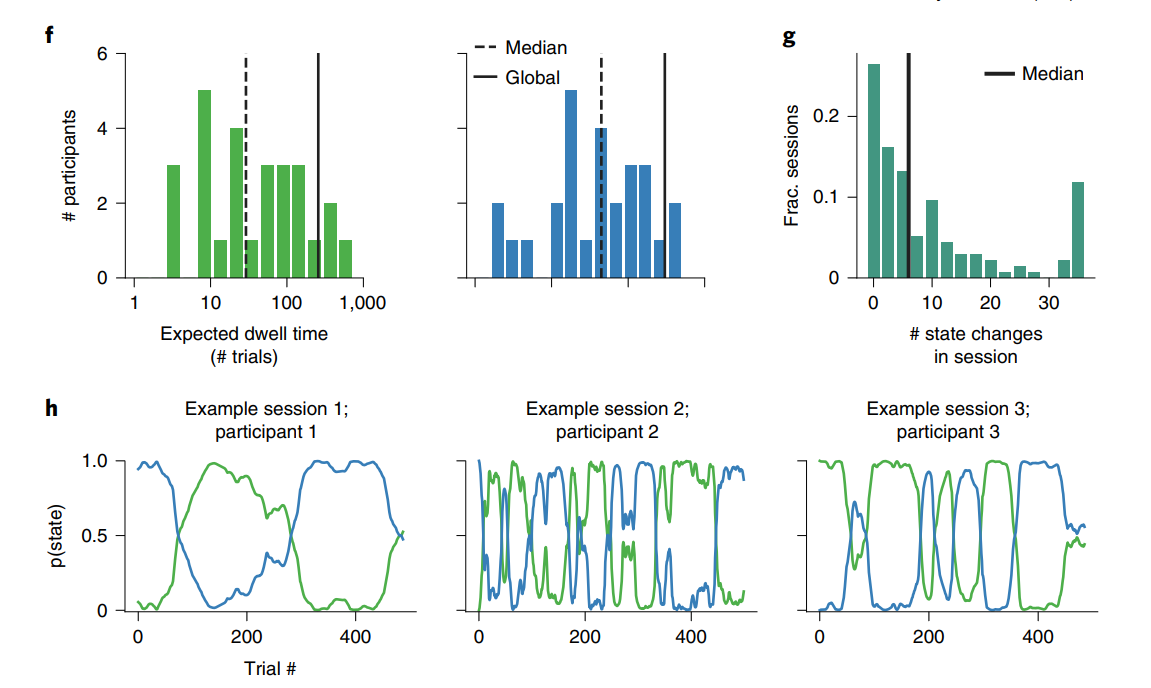 f
6
4
2
0
# participants
1
10
100
1,000
Expected dwell time
(# trials)
Median
Global
g
Median
0.2
0.1
0
Frac. sessions
0
10
20
30
# state changes
in session
h
Example session 1;
participant 1
Example session 2;
participant 2
Example session 3;
participant 3
1.0
0.5
0
p(state)
0
200
400
0
200
400
0
200
400
Trial #